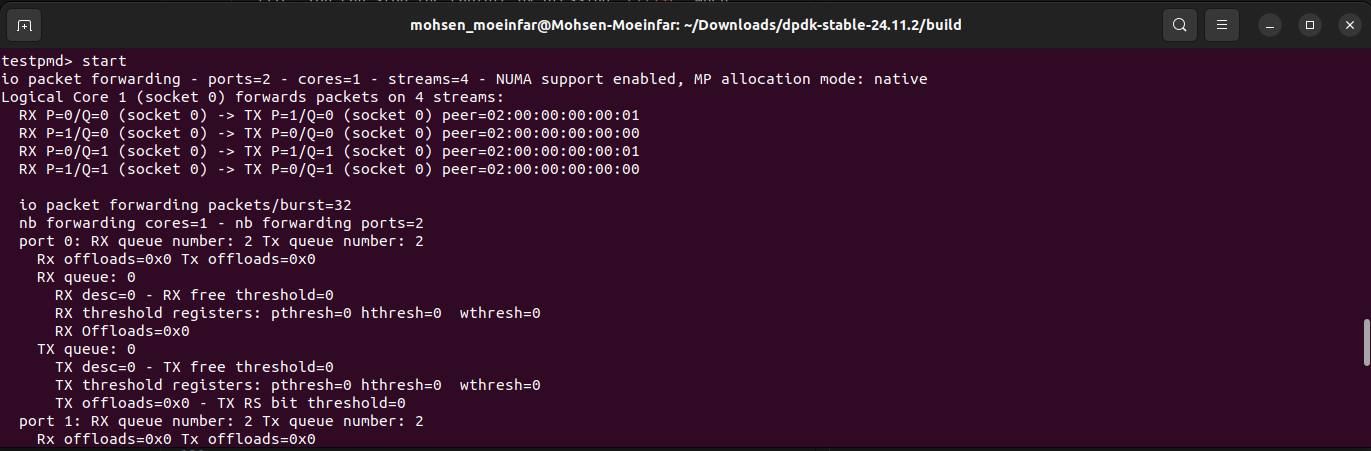 mohsen_moeinfar@Mohsen-Moeinfar: ~/Downloads/dpdk-stable-24.11.2/build
testpmd> start
io packet forwarding - ports=2 - cores=1 - streams=4 - NUMA support enabled, MP allocation mode: native
Logical Core 1 (socket 0) forwards packets on 4 streams:
  RX P=0/Q=0 (socket 0) -> TX P=1/Q=0 (socket 0) peer=02:00:00:00:00:01
  RX P=1/Q=0 (socket 0) -> TX P=0/Q=0 (socket 0) peer=02:00:00:00:00:00
  RX P=0/Q=1 (socket 0) -> TX P=1/Q=1 (socket 0) peer=02:00:00:00:00:01
  RX P=1/Q=1 (socket 0) -> TX P=0/Q=1 (socket 0) peer=02:00:00:00:00:00
  io packet forwarding packets/burst=32
  nb forwarding cores=1 - nb forwarding ports=2
  port 0: RX queue number: 2 Tx queue number: 2
    Rx offloads=0x0 Tx offloads=0x0
    RX queue: 0
      RX desc=0 - RX free threshold=0
      RX threshold registers: pthresh=0 hthresh=0  wthresh=0
      RX Offloads=0x0
    TX queue: 0
      TX desc=0 - TX free threshold=0
      TX threshold registers: pthresh=0 hthresh=0  wthresh=0
      TX offloads=0x0 - TX RS bit threshold=0
  port 1: RX queue number: 2 Tx queue number: 2
    Rx offloads=0x0 Tx offloads=0x0